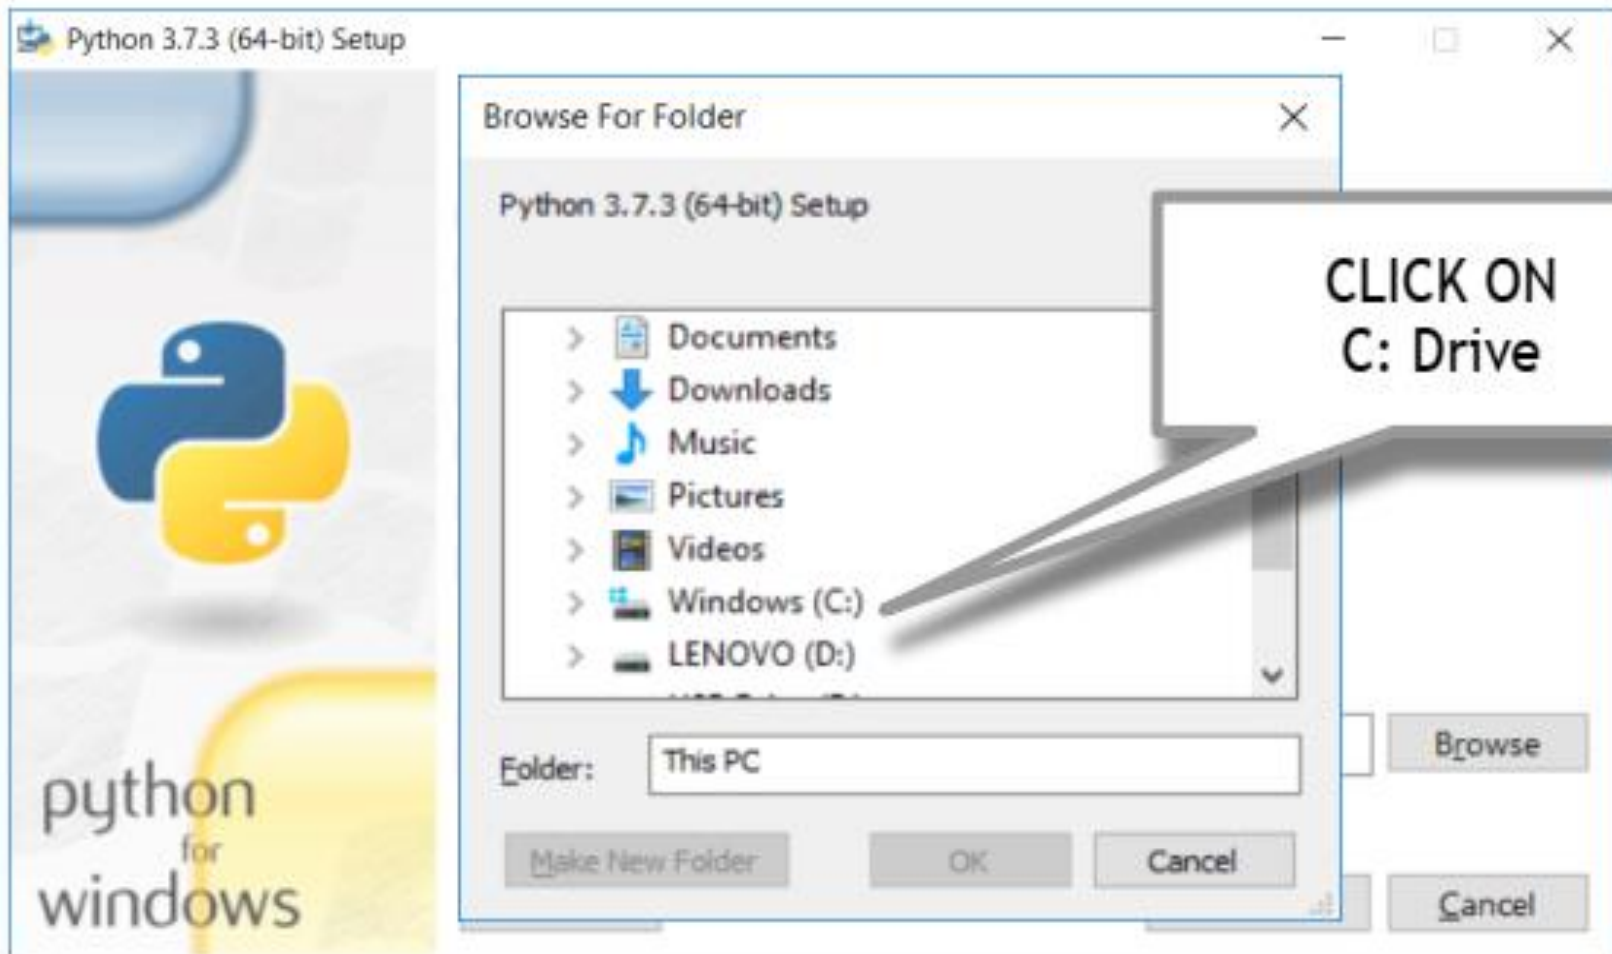 Python 3.7.3 (64-bit) Setup
Browse For Folder
Python 3.7.3 (64-bit) Setup
CLICK ON
C: Drive
Documents
Downloads
Music
Pictures
Videos
Windows (C:)
LENOVO (D:)
Folder: This PC
Browse
Make New Folder OK Cancel
Cancel
python
for
windows